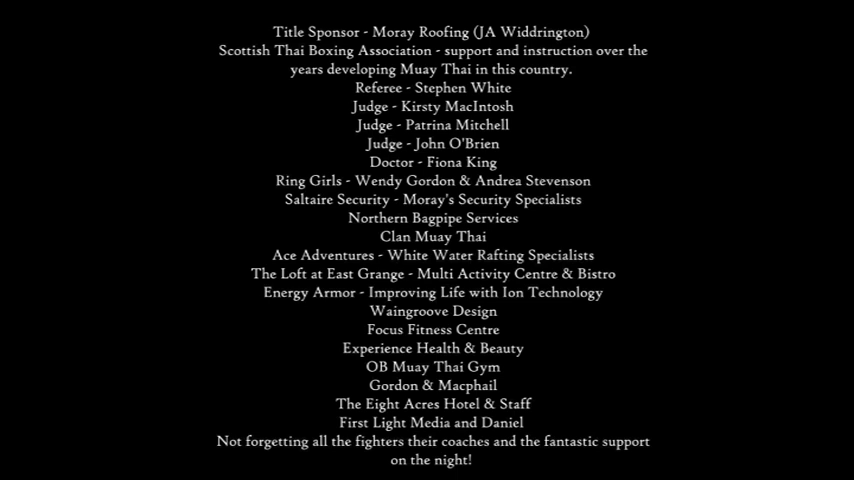 Title Sponsor - Moray Roofing (JA Widdrington)
Scottish Thai Boxing Association - support and instruction over the
years developing Muay Thai in this country.
Referee - Stephen White
Judge - Kirsty MacIntosh
Judge - Patrina Mitchell
Judge - John O'Brien
Doctor - Fiona King
Ring Girls - Wendy Gordon & Andrea Stevenson
Saltaire Security - Moray's Security Specialists
Northern Bagpipe Services
Clan Muay Thai
Ace Adventures - White Water Rafting Specialists
The Loft at East Grange - Multi Activity Centre & Bistro
Energy Armor - Improving Life with Ion Technology
Waingroove Design
Focus Fitness Centre
Experience Health & Beauty
OB Muay Thai Gym
Gordon & Macphail
The Eight Acres Hotel & Staff
First Light Media and Daniel
Not forgetting all the fighters their coaches and the fantastic support
on the night!